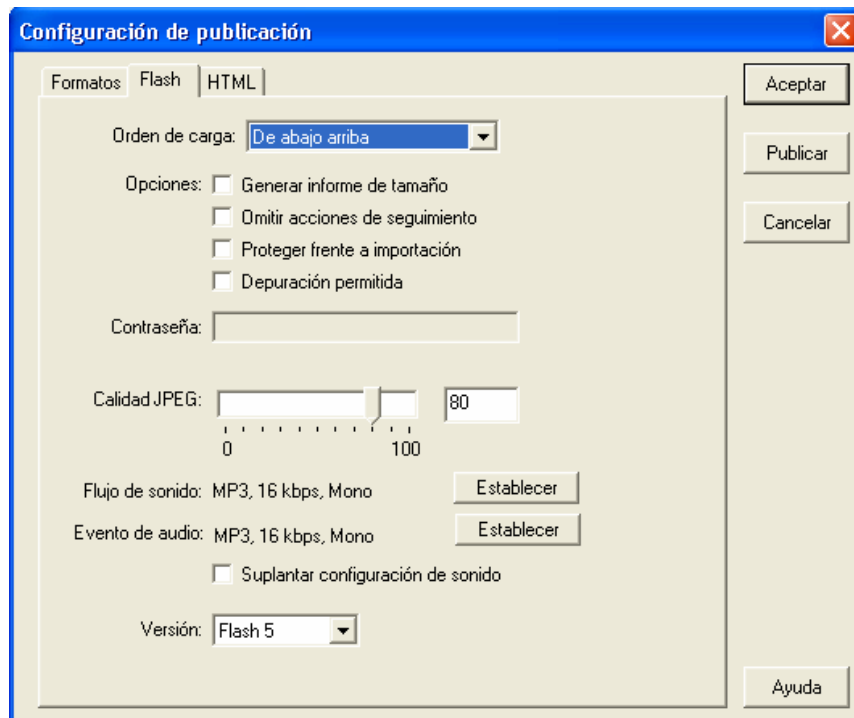 Configuración de publicación
Formatos Flash HTML
Aceptar
Publicar
Cancelar
Orden de carga: De abajo arriba
Opciones: Generar informe de tamaño
Omitir acciones de seguimiento
Proteger frente a importación
Depuración permitida
Contraseña:
Calidad JPEG: 80
0 100
Flujo de sonido: MP3, 16 kbps, Mono Establecer
Evento de audio: MP3, 16 kbps, Mono Establecer
Suplantar configuración de sonido
Versión: Flash 5
Ayuda